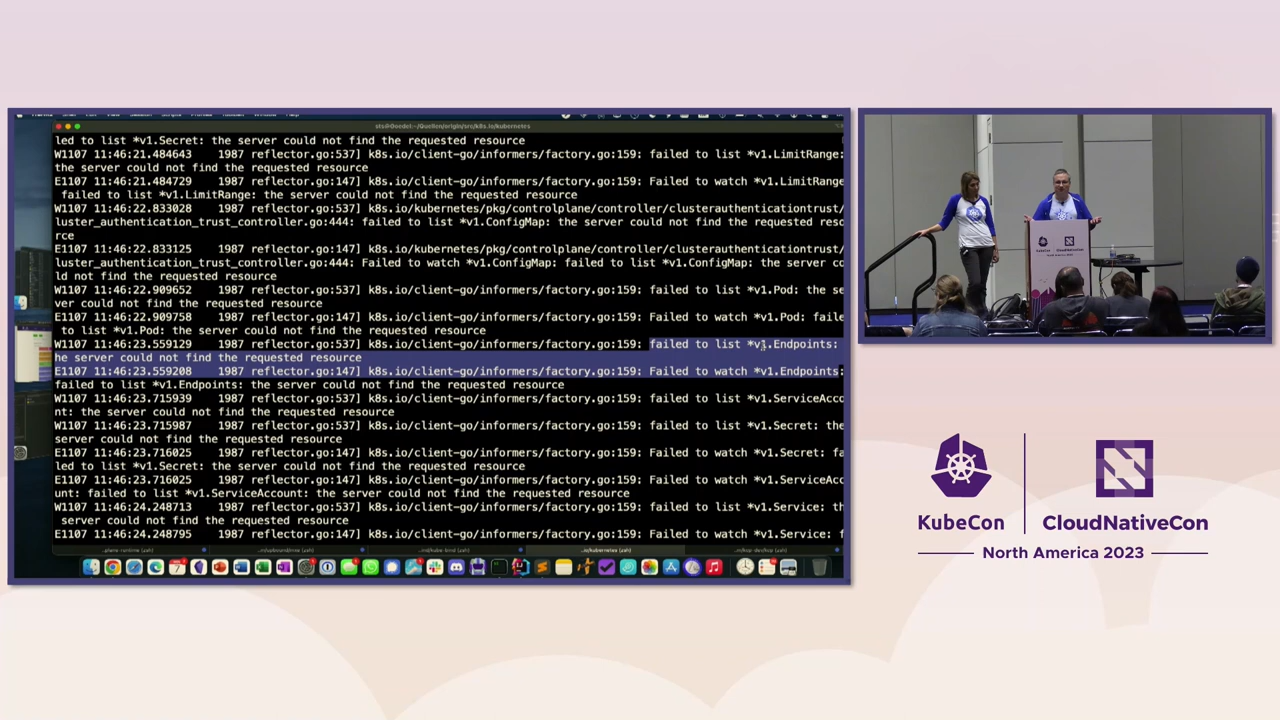 sts@Doedel:~/Quellen/origin/src/k8s.io/kubernetes
led to list *v1.Secret: the server could not find the requested resource
W1107 11:46:21.484643    1987 reflector.go:537] k8s.io/client-go/informers/factory.go:159: failed to list *v1.LimitRange:
the server could not find the requested resource
E1107 11:46:21.484729    1987 reflector.go:147] k8s.io/client-go/informers/factory.go:159: Failed to watch *v1.LimitRange
 failed to list *v1.LimitRange: the server could not find the requested resource
W1107 11:46:22.833028    1987 reflector.go:537] k8s.io/kubernetes/pkg/controlplane/controller/clusterauthenticationtrust/
luster_authentication_trust_controller.go:444: failed to list *v1.ConfigMap: the server could not find the requested reso
rce
E1107 11:46:22.833125    1987 reflector.go:147] k8s.io/kubernetes/pkg/controlplane/controller/clusterauthenticationtrust/
luster_authentication_trust_controller.go:444: Failed to watch *v1.ConfigMap: failed to list *v1.ConfigMap: the server co
ld not find the requested resource
W1107 11:46:22.909652    1987 reflector.go:537] k8s.io/client-go/informers/factory.go:159: failed to list *v1.Pod: the se
ver could not find the requested resource
E1107 11:46:22.909758    1987 reflector.go:147] k8s.io/client-go/informers/factory.go:159: Failed to watch *v1.Pod: faile
 to list *v1.Pod: the server could not find the requested resource
W1107 11:46:23.559129    1987 reflector.go:537] k8s.io/client-go/informers/factory.go:159: failed to list *v1.Endpoints:
he server could not find the requested resource
E1107 11:46:23.559208    1987 reflector.go:147] k8s.io/client-go/informers/factory.go:159: Failed to watch *v1.Endpoints:
failed to list *v1.Endpoints: the server could not find the requested resource
W1107 11:46:23.715939    1987 reflector.go:537] k8s.io/client-go/informers/factory.go:159: failed to list *v1.ServiceAcco
nt: the server could not find the requested resource
W1107 11:46:23.715987    1987 reflector.go:537] k8s.io/client-go/informers/factory.go:159: failed to list *v1.Secret: the
server could not find the requested resource
E1107 11:46:23.716025    1987 reflector.go:147] k8s.io/client-go/informers/factory.go:159: Failed to watch *v1.Secret: fa
led to list *v1.Secret: the server could not find the requested resource
E1107 11:46:23.716025    1987 reflector.go:147] k8s.io/client-go/informers/factory.go:159: Failed to watch *v1.ServiceAcc
unt: failed to list *v1.ServiceAccount: the server could not find the requested resource
W1107 11:46:24.248713    1987 reflector.go:537] k8s.io/client-go/informers/factory.go:159: failed to list *v1.Service: th
 server could not find the requested resource
E1107 11:46:24.248795    1987 reflector.go:147] k8s.io/client-go/informers/factory.go:159: Failed to watch *v1.Service: f
KubeCon
CloudNativeCon
KubeCon
CloudNativeCon
North America 2023